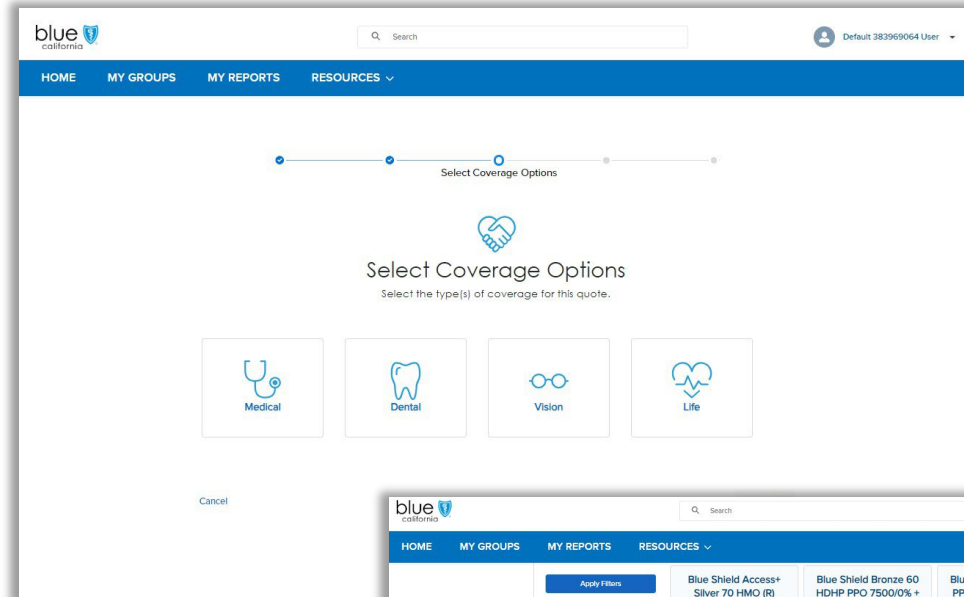 blue
california
Search
Default 383969064 User
HOME MY GROUPS MY REPORTS RESOURCES
Select Coverage Options
Select Coverage Options
Select the type(s) of coverage for this quote.
Medical Dental Vision Life
Cancel
blue
california
Search
HOME MY GROUPS MY REPORTS RESOURCES
Apply Filters
Blue Shield Access+
Silver 70 HMO (R)
Blue Shield Bronze 60
HDHP PPO 7500/0% +